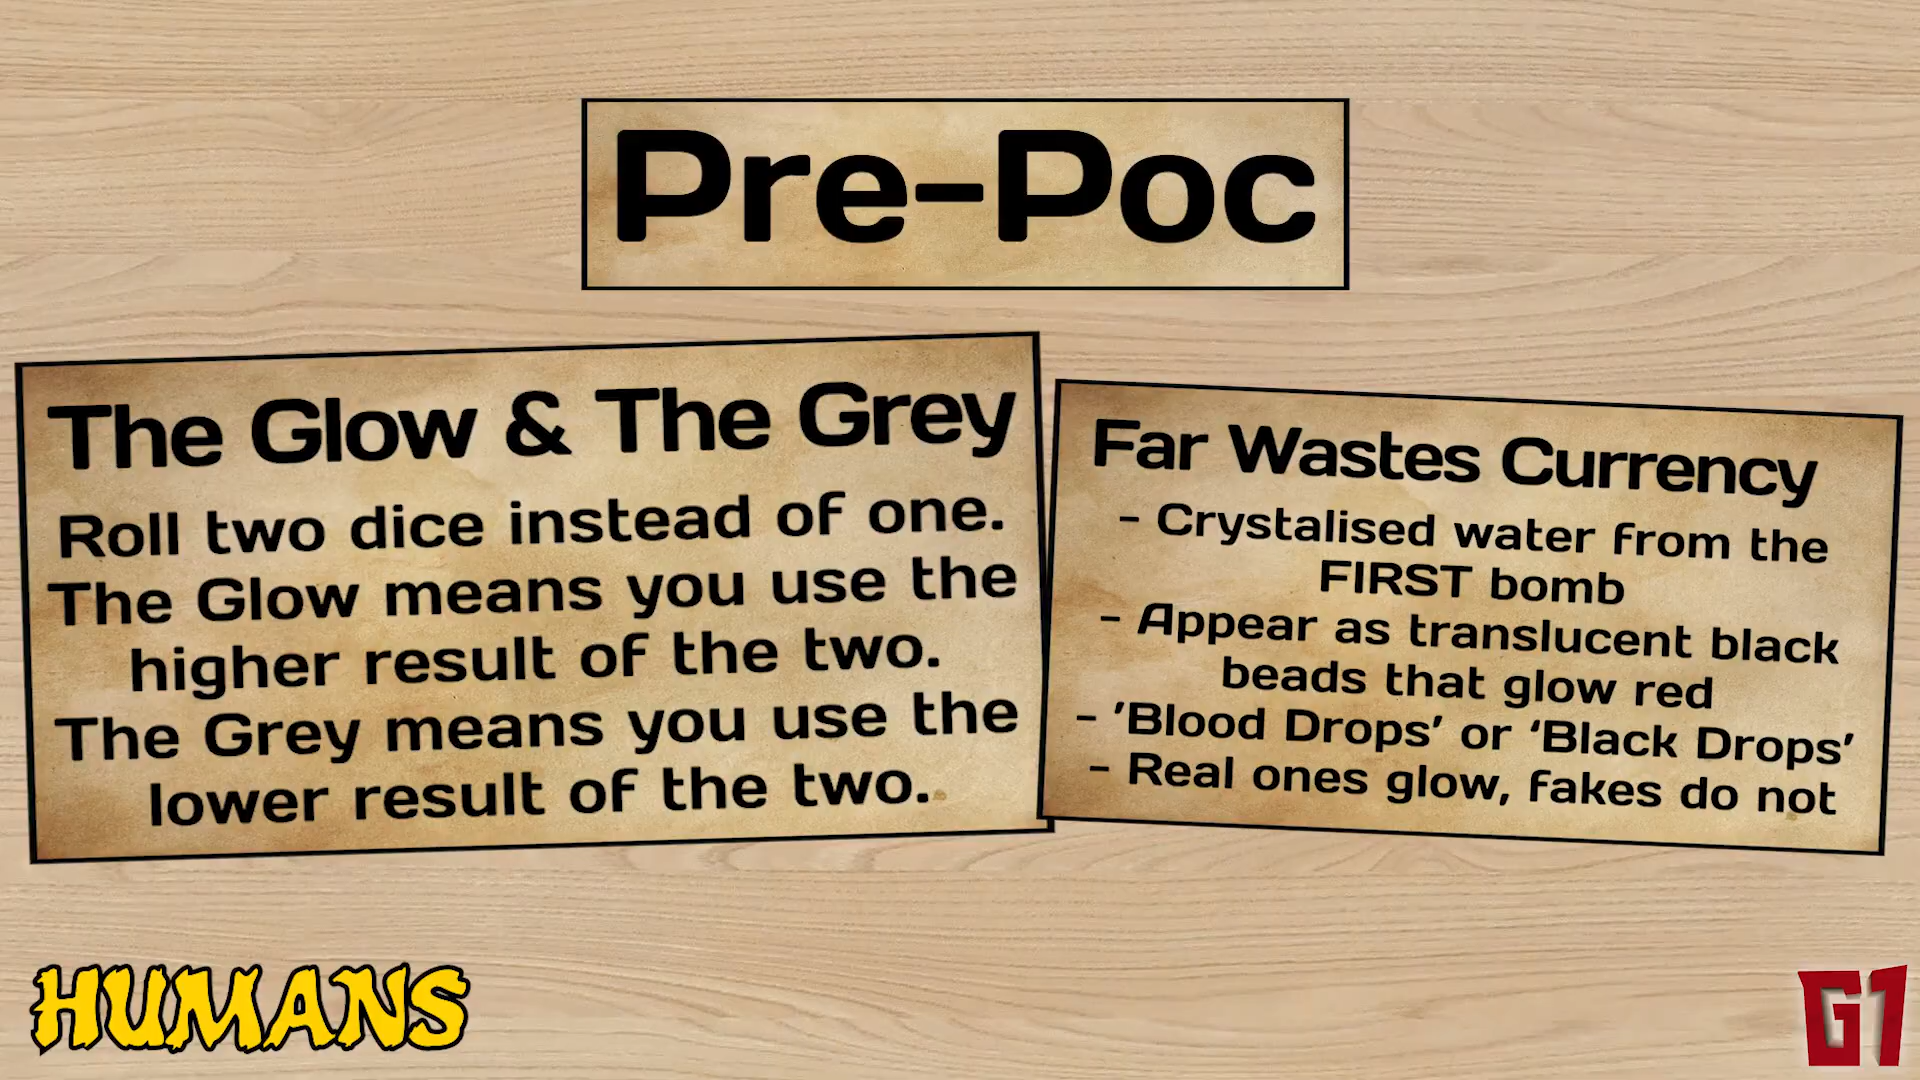 Pre-Poc
The Glow & The Grey
Roll two dice instead of one.
The Glow means you use the
higher result of the two.
The Grey means you use the
lower result of the two.
Far Wastes Currency
- Crystalised water from the
FIRST bomb
- Appear as translucent black
beads that glow red
- ’Blood Drops’ or ‘Black Drops’
- Real ones glow, fakes do not
HUMANS
G1